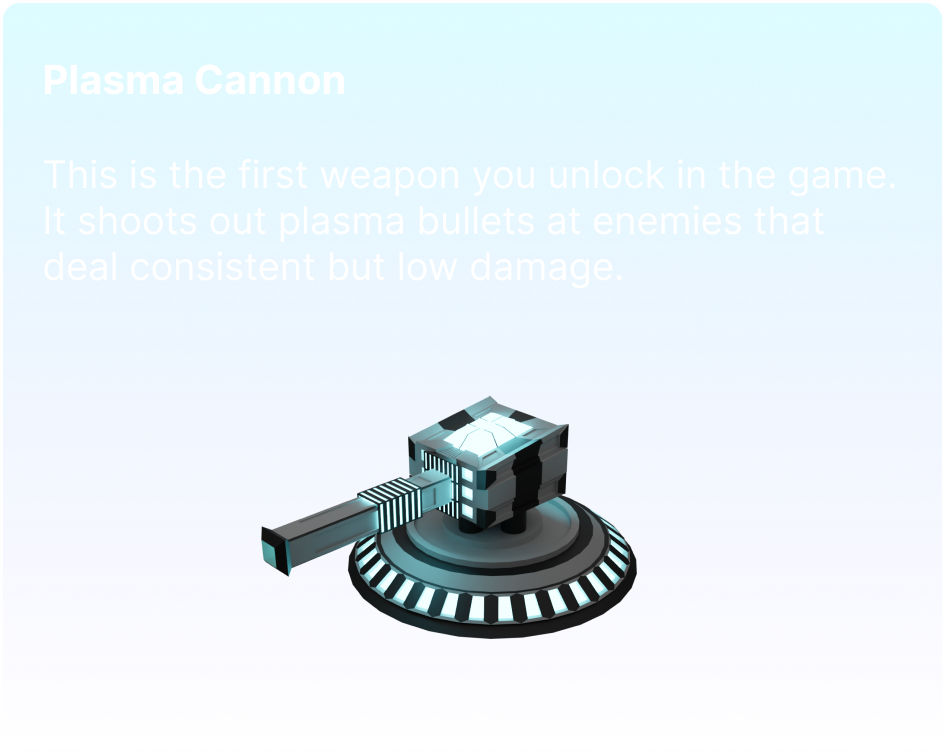 Plasma Cannon
This is the first weapon you unlock in the game.
It shoots out plasma bullets at enemies that
deal consistent but low damage.